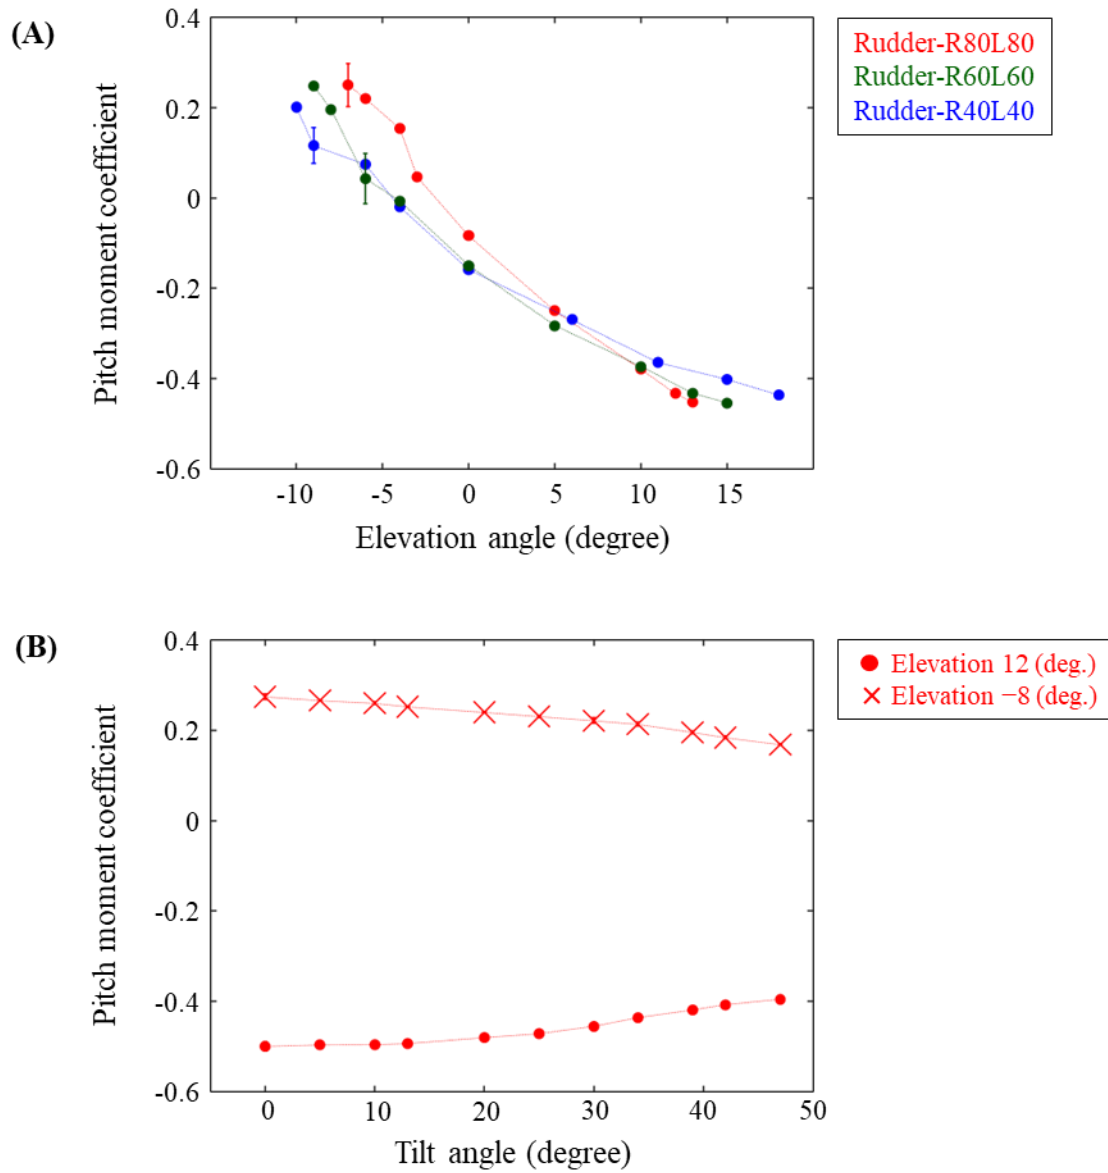 (A)
0.4
0.2
0
-0.2
-0.4
-0.6
Pitch moment coefficient
-10
-5
0
5
10
15
Elevation angle (degree)
Rudder-R80L80
Rudder-R60L60
Rudder-R40L40
(B)
0.4
0.2
0
-0.2
-0.4
-0.6
Pitch moment coefficient
0
10
20
30
40
50
Tilt angle (degree)
Elevation 12 (deg.)
Elevation −8 (deg.)